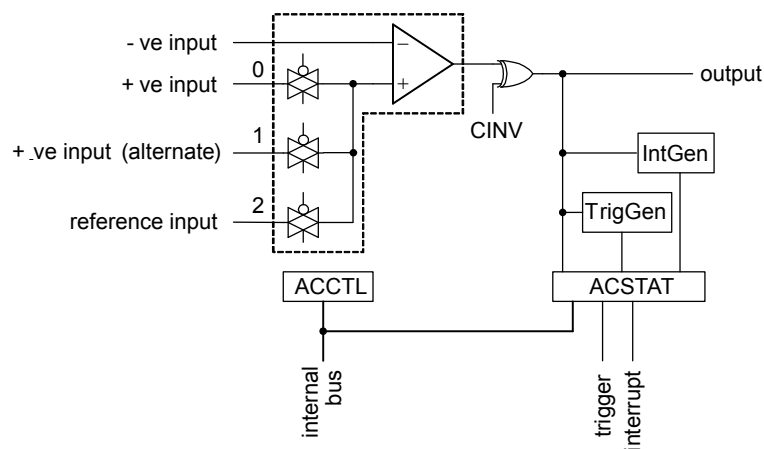 - ve input
−
+ ve input
0
+
output
CINV
+ -ve input (alternate)
1
IntGen
reference input
2
TrigGen
ACCTL
ACSTAT
internal
bus
trigger
interrupt